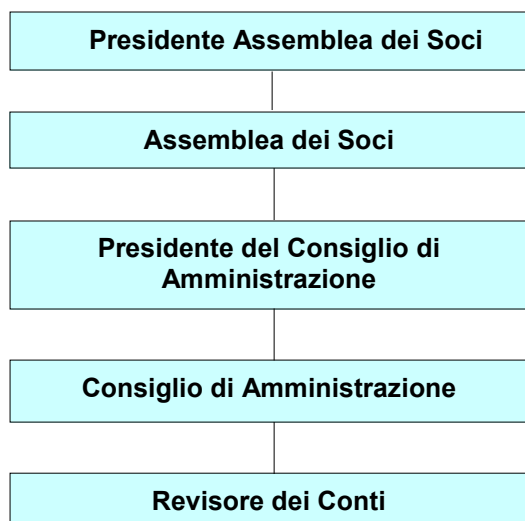 Presidente Assemblea dei Soci
Assemblea dei Soci
Presidente del Consiglio di
Amministrazione
Consiglio di Amministrazione
Revisore dei Conti